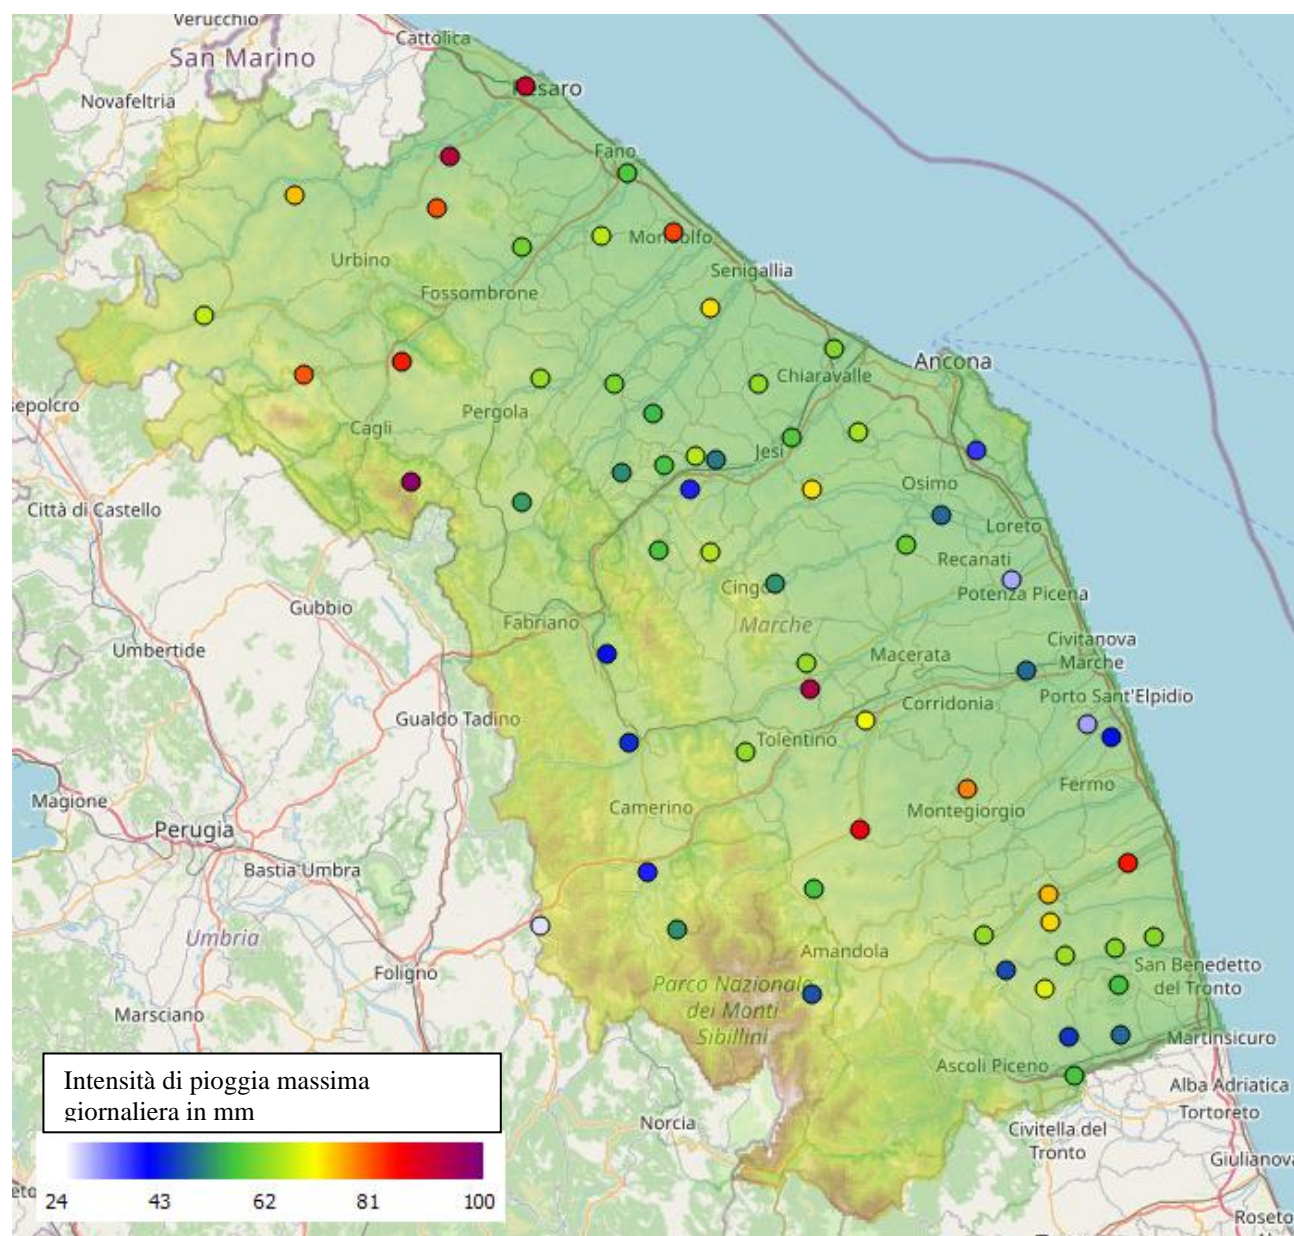 Verucchio
Cattolica
San Marino
Novafeltria
esaro
Fano
Mon olfo
Urbino
Senigallia
Fossombrone
Ancona
Chiaravalle
sepolcro
Pergola
Cagli
Jesi
Osimo
Città di Castello
Loreto
Recanati
Cingo
Potenza Picena
Gubbio
Fabriano
Marche
Umbertide
Macerata
Civitanova
Marche
Porto Sant'Elpidio
Corridonia
Gualdo Tadino
Tolentino
Fermo
Magione
Camerino
Montegiorgio
Perugia
Bastia Umbra
Umbria
Amandola
Foligno
San Benedetto
del Tronto
Parco Nazionale
dei Monti
Sibillini
Marsciano
Martinsicuro
Ascoli Piceno
Alba Adriatica
Tortoreto
Norcia
Civitella del
Tronto
Giulianova
Roseto
Intensità di pioggia massima
giornaliera in mm
24 43 62 81 100